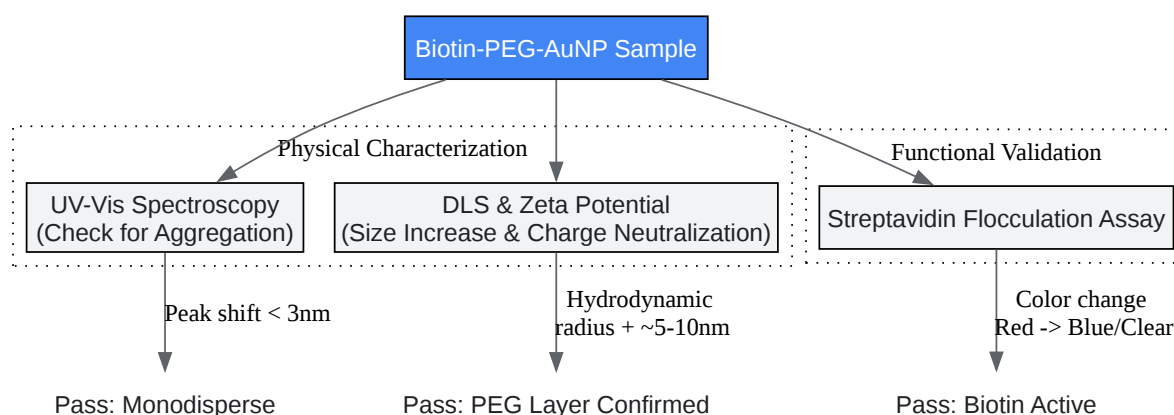 Biotin-PEG-AuNP Sample
Physical Characterization
Functional Validation
UV-Vis Spectroscopy
(Check for Aggregation)
DLS & Zeta Potential
(Size Increase & Charge Neutralization)
Streptavidin Flocculation Assay
Peak shift < 3nm
Hydrodynamic
radius + ~5-10nm
Color change
Red -> Blue/Clear
Pass: Monodisperse
Pass: PEG Layer Confirmed
Pass: Biotin Active